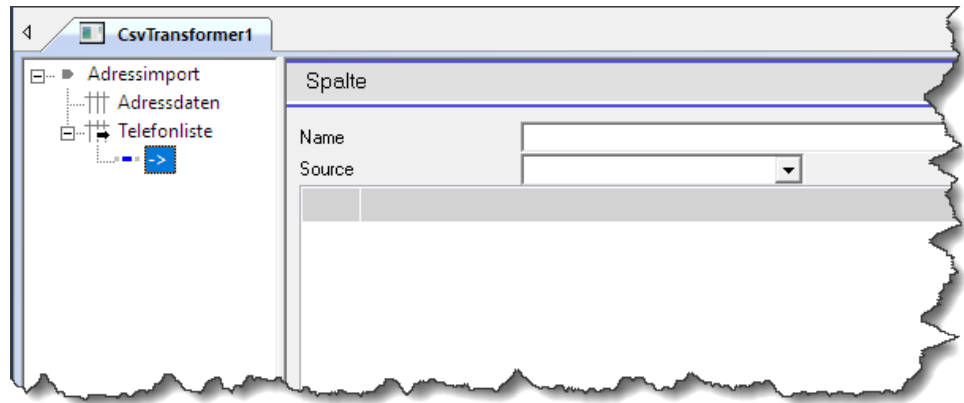 CsvTransformer1
Adressimport
Adressdaten
Telefonliste
->
Spalte
Name
Source